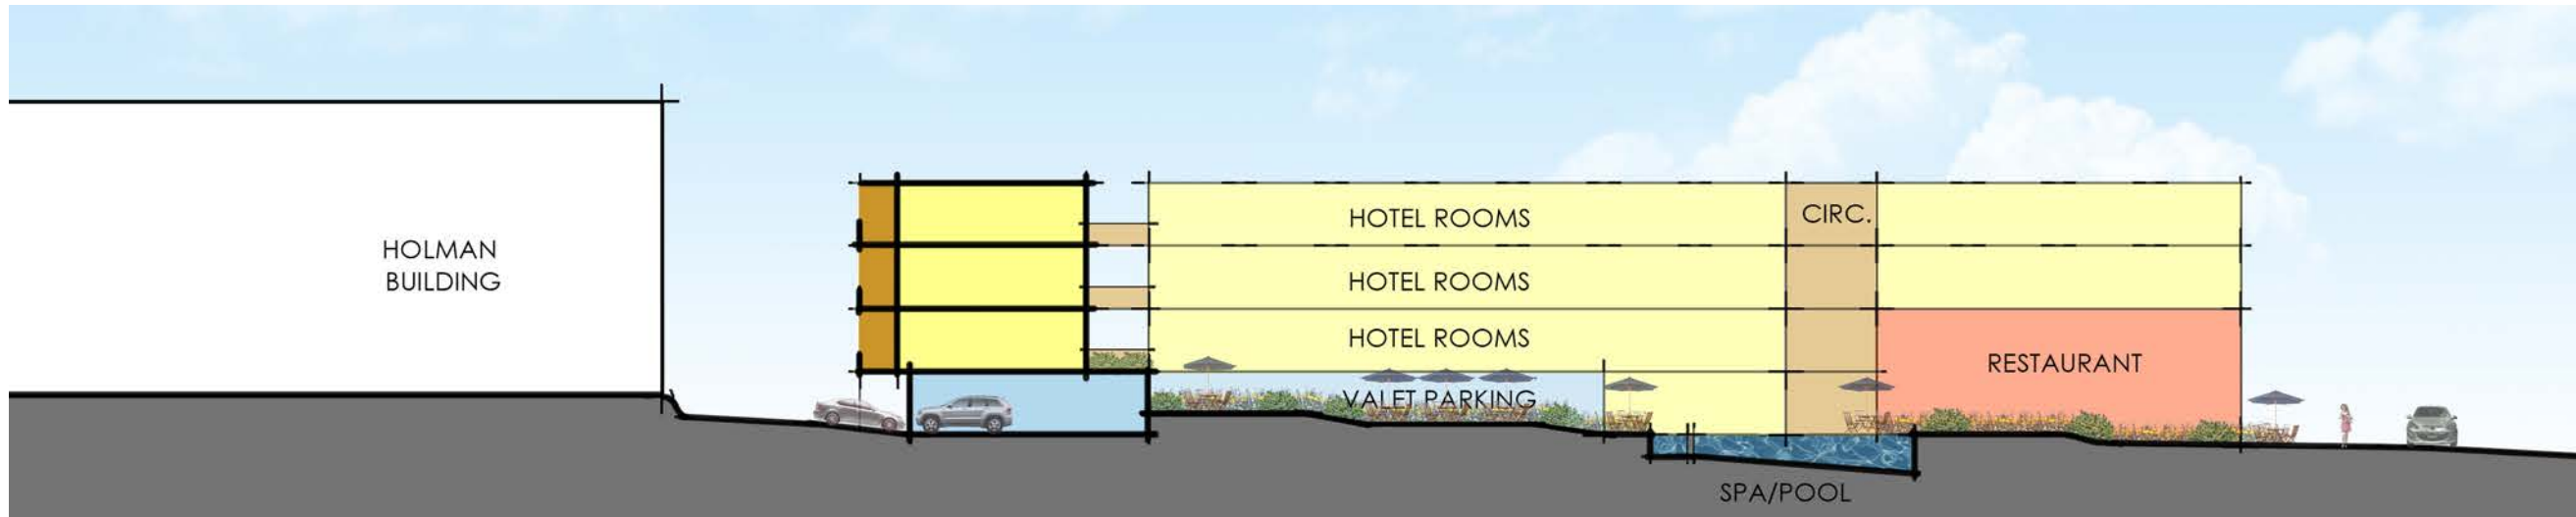 HOTEL ROOMS
CIRC.
HOLMAN
BUILDING
HOTEL ROOMS
HOTEL ROOMS
RESTAURANT
VALET PARKING
SPA/POOL